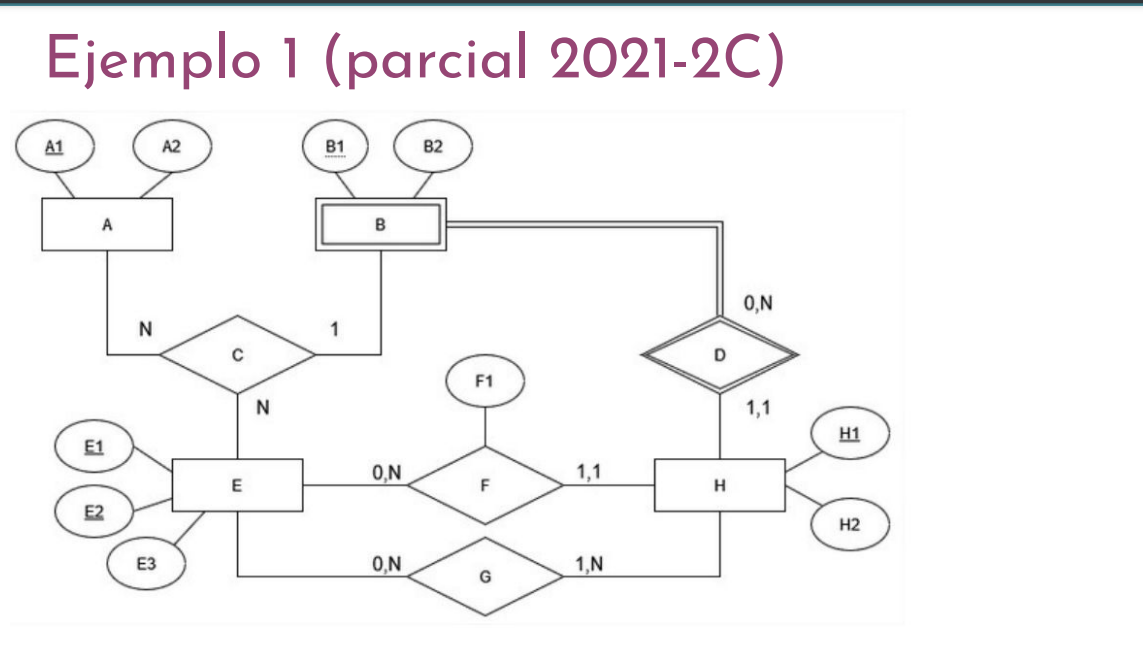 Ejemplo 1 (parcial 2021-2C)
A1 A2 B1 B2
A B
0,N
N 1
C D
F1
N 1,1
H1
E1
0,N 1,1
E F H
E2
H2
E3 0,N 1,N
G